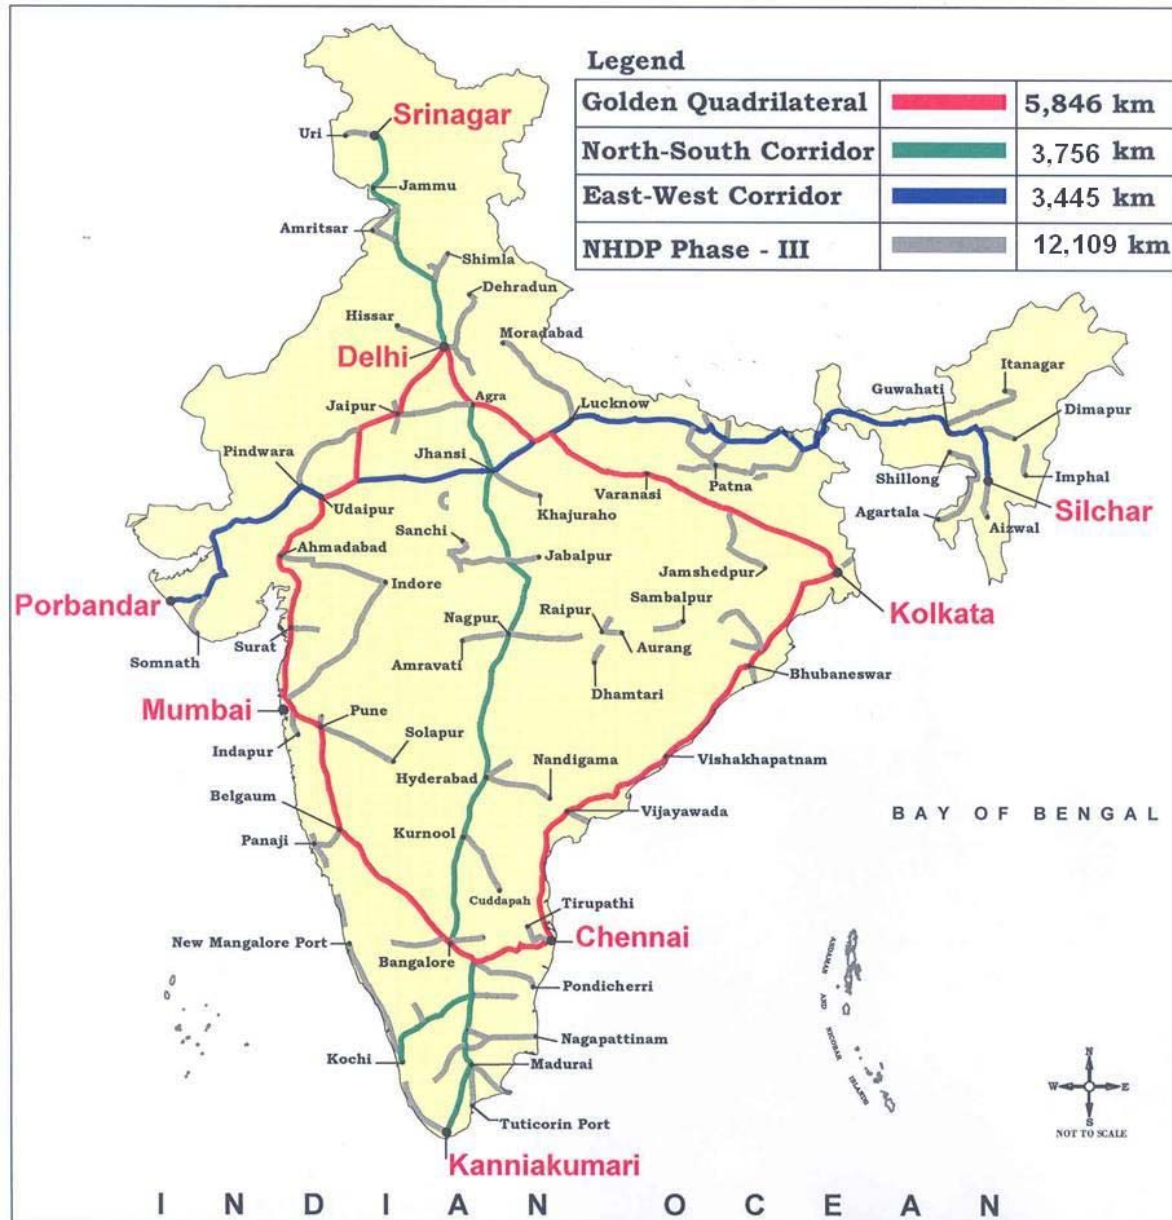 Legend
Golden Quadrilateral 5,846 km
North-South Corridor 3,756 km
East-West Corridor 3,445 km
NHDP Phase - III 12,109 km
Srinagar
Uri
Jammu
Amritsar
Shimla
Dehradun
Hissar
Moradabad
Delhi
Itanagar
Guwahati
Agra
Lucknow
Jaipur
Dimapur
Pindwara
Jhansi
Shillong
Imphal
Patna
Varanasi
Udaipur
Khajuraho
Agartala
Silchar
Aizwal
Sanchi
Ahmadabad
Jabalpur
Jamshedpur
Indore
Porbandar
Sambalpur
Kolkata
Raipur
Nagpur
Surat
Aurang
Somnath
Amravati
Bhubaneswar
Dhamtari
Mumbai
Pune
Solapur
Indapur
Nandigama
Vishakhapatnam
Hyderabad
Belgaum
Vijayawada
BAY OF BENGAL
Kurnool
Panaji
Cuddapah
Tirupathi
Chennai
New Mangalore Port
Bangalore
ANDAMAN AND NICOBAR ISLANDS
Pondicherri
Nagapattinam
Kochi
Madurai
N
W E
S
NOT TO SCALE
Tuticorin Port
Kanniakumari
INDIAN OCEAN